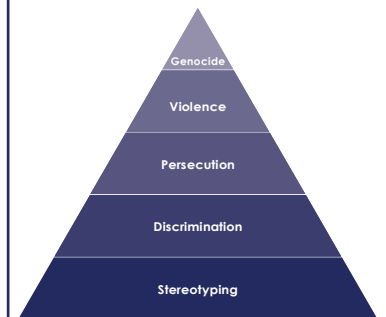 Genocide
Violence
Persecution
Discrimination
Stereotyping